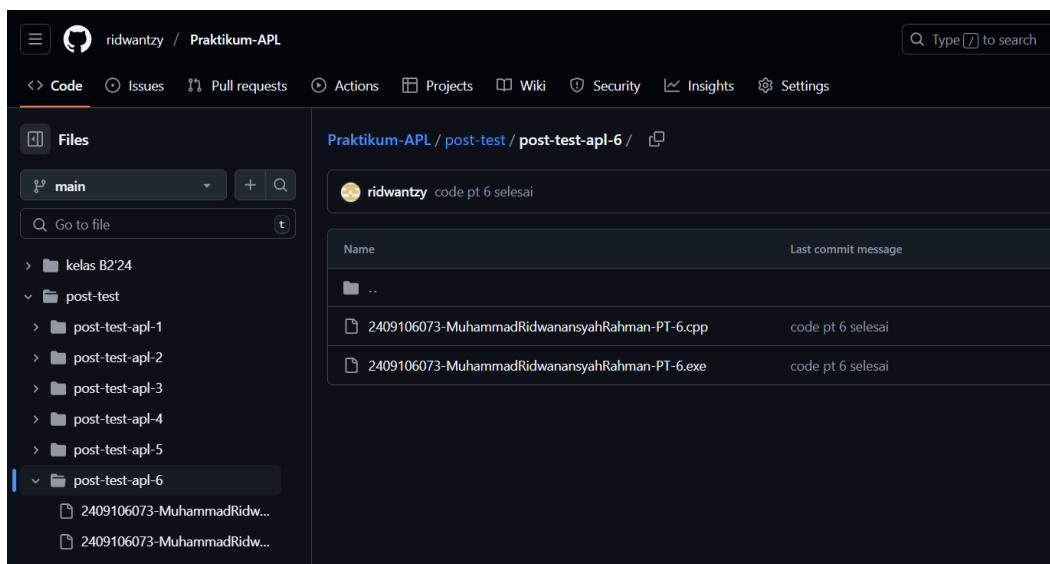 ridwantzy / Praktikum-APL
Type / to search
<> Code Issues Pull requests Actions Projects Wiki Security Insights Settings
Files
main
Go to file t
kelas B2'24
post-test
post-test-apl-1
post-test-apl-2
post-test-apl-3
post-test-apl-4
post-test-apl-5
post-test-apl-6
2409106073-MuhammadRidw...
2409106073-MuhammadRidw...
Praktikum-APL / post-test / post-test-apl-6 /
ridwantzy code pt 6 selesai
Name Last commit message
..
2409106073-MuhammadRidwanansyahRahman-PT-6.cpp code pt 6 selesai
2409106073-MuhammadRidwanansyahRahman-PT-6.exe code pt 6 selesai